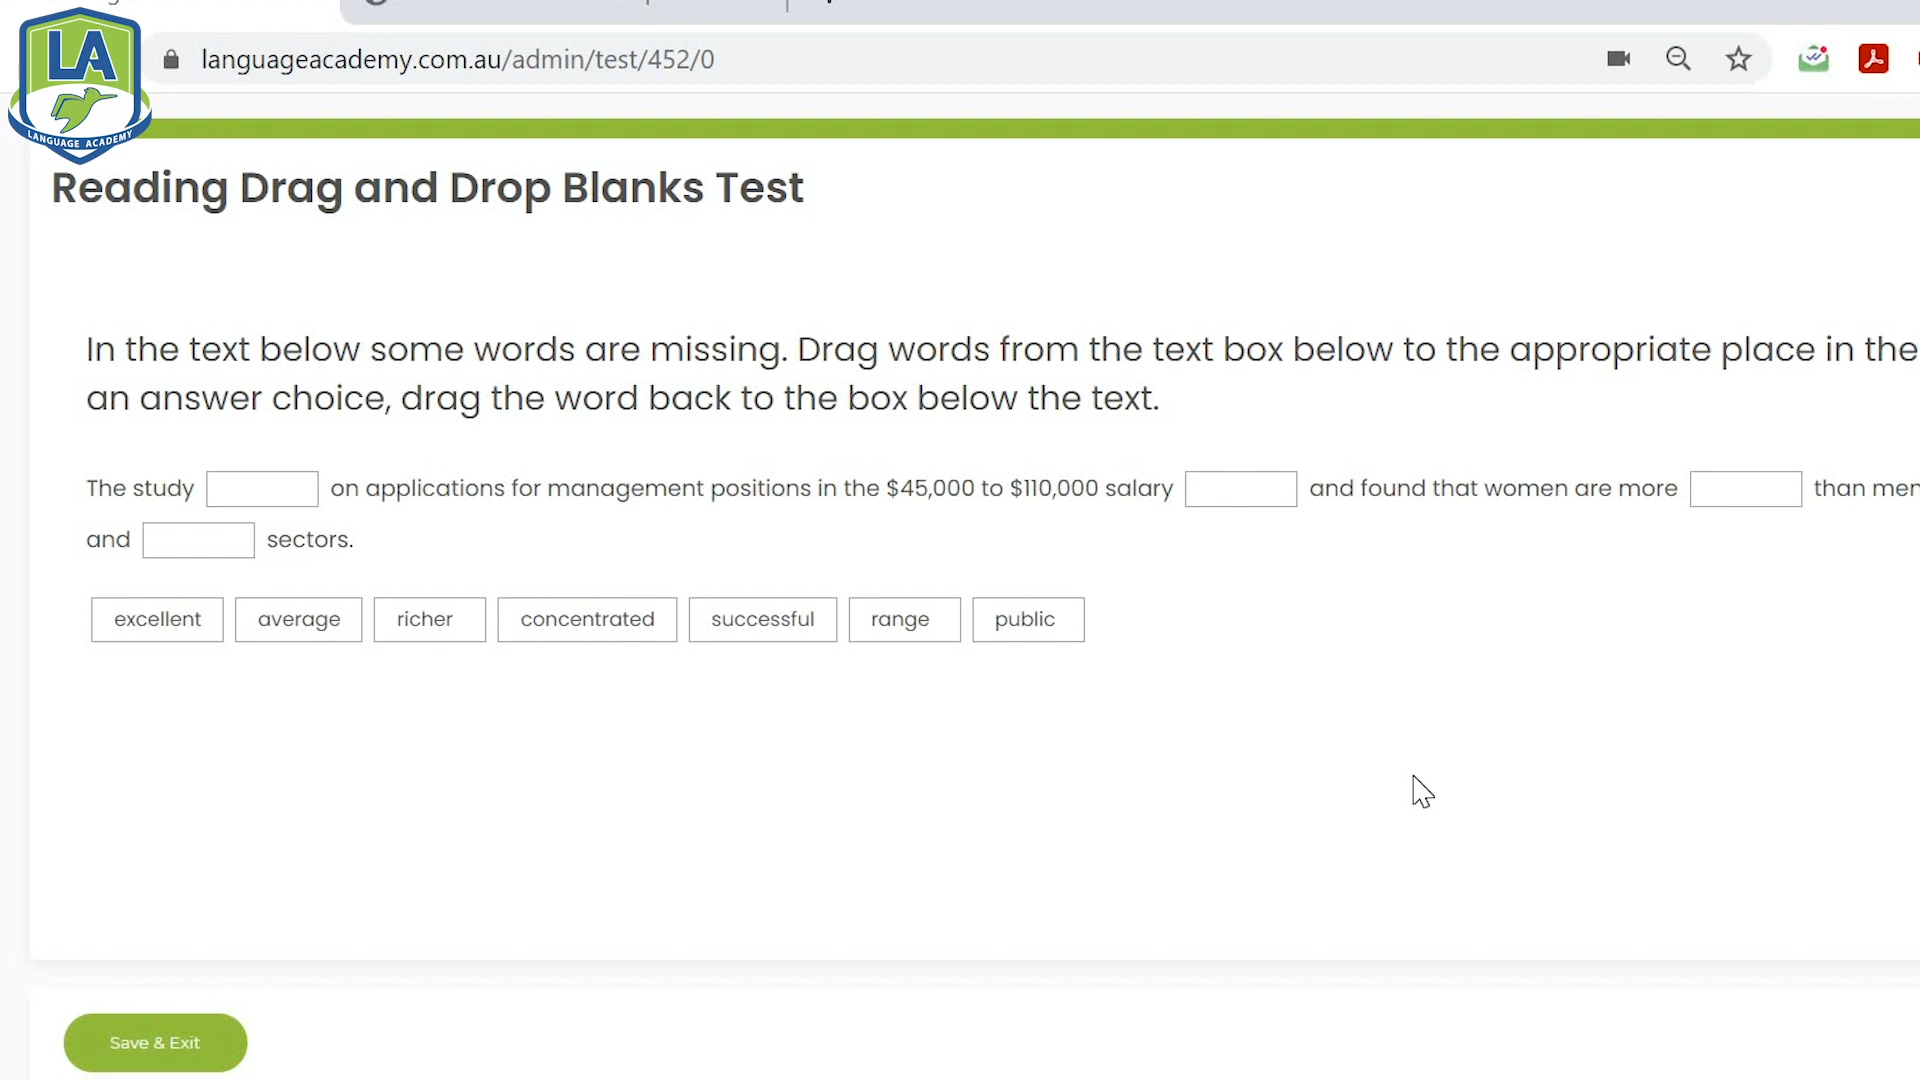 LA
LANGUAGE ACADEMY
languageacademy.com.au/admin/test/452/0
Reading Drag and Drop Blanks Test
In the text below some words are missing. Drag words from the text box below to the appropriate place in the
an answer choice, drag the word back to the box below the text.
The study on applications for management positions in the $45,000 to $110,000 salary and found that women are more than men
and sectors.
excellent average richer concentrated successful range public
Save & Exit